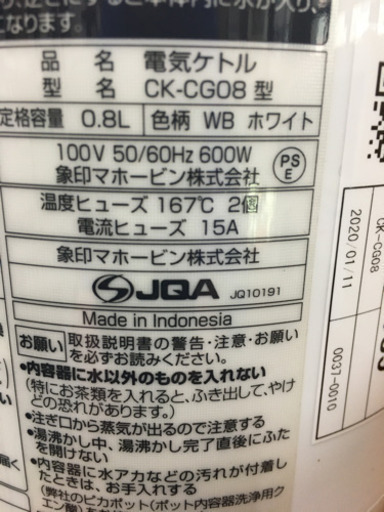 になります。
品 名 電気ケトル
型 名 CK-CG08 型
定格容量 0.8L 色柄 WB ホワイト
100V 50/60Hz 600W
象印マホービン株式会社
PS
E
温度ヒューズ 167℃ 2個
電流ヒューズ 15A
象印マホービン株式会社
JQA JQ10191
Made in Indonesia
お願い 取扱説明書の警告・注意・お願い
を必ずお読みください。
•内容器に水以外のものを入れない
(特にお茶類を入れると、ふき出して、やけ
どの恐れがあります。)
•注ぎ口から蒸気が出るので注意する
•湯沸かし中、湯沸かし完了直後にふた
を開けない
•内容器に水アカなどの汚れが付着し
たときは、お手入れする
(弊社のピカポット(ポット内容器洗浄用ク
CK-CG08
2020/01/11
0031-0010